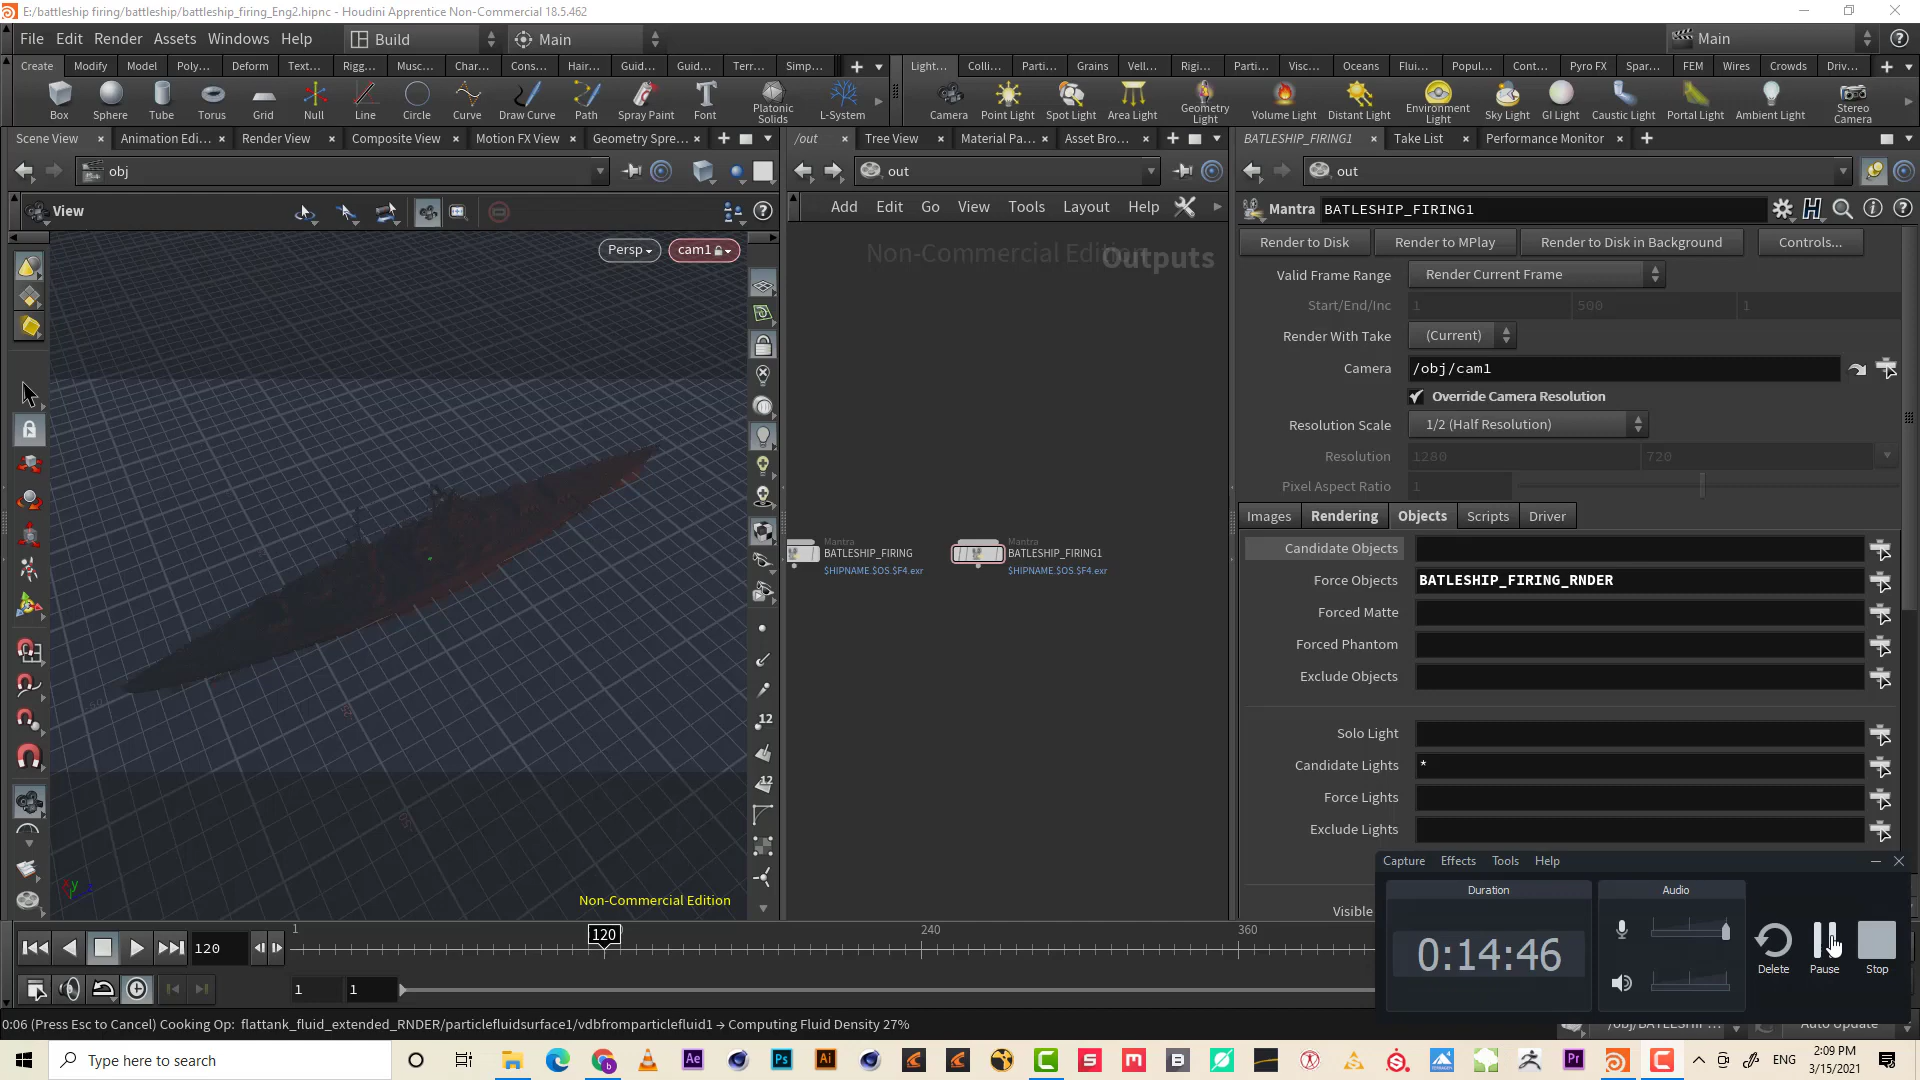 E:/battleship firing/battleship/battleship_firing_Eng2.hipnc - Houdini Apprentice Non-Commercial 18.5.462
File Edit Render Assets Windows Help Build Main Main
Create Modify Model Poly... Deform Text... Rigg... Musc... Char... Cons... Hair... Guid... Guid... Terr... Simp... Light... Colli... Parti... Grains Vell... Rigi... Parti... Visc... Oceans Flui... Popul... Cont... Pyro FX Spar... FEM Wires Crowds Driv...
Box Sphere Tube Torus Grid Null Line Circle Curve Draw Curve Path Spray Paint Font Platonic Solids L-System Camera Point Light Spot Light Area Light Geometry Light Volume Light Distant Light Environment Light Sky Light GI Light Caustic Light Portal Light Ambient Light Stereo Camera
Scene View Animation Edi... Render View Composite View Motion FX View Geometry Spre... /out Tree View Material Pa... Asset Bro... BATLESHIP_FIRING1 Take List Performance Monitor
obj out out
View Add Edit Go View Tools Layout Help Mantra BATLESHIP_FIRING1
Persp cam1
Non-Commercial Edition
Outputs
Render to Disk Render to MPlay Render to Disk in Background Controls...
Valid Frame Range Render Current Frame
Start/End/Inc 1 500 1
Render With Take (Current)
Camera /obj/cam1
Override Camera Resolution
Resolution Scale 1/2 (Half Resolution)
Resolution 1280 720
Pixel Aspect Ratio 1
Images Rendering Objects Scripts Driver
Candidate Objects
Force Objects BATLESHIP_FIRING_RNDER
Forced Matte
Forced Phantom
Exclude Objects
Solo Light
Candidate Lights *
Force Lights
Exclude Lights
Visible
Mantra
BATLESHIP_FIRING
$HIPNAME.$OS.$F4.exr
Mantra
BATLESHIP_FIRING1
$HIPNAME.$OS.$F4.exr
12
12
Non-Commercial Edition
Capture Effects Tools Help
Duration Audio
0:14:46
Delete Pause Stop
120 1 120 240 360
1 1
0:06 (Press Esc to Cancel) Cooking Op: flattank_fluid_extended_RNDER/particlefluidsurface1/vdbfromparticlefluid1 → Computing Fluid Density 27%
Auto Update
Type here to search
ENG
2:09 PM
3/15/2021